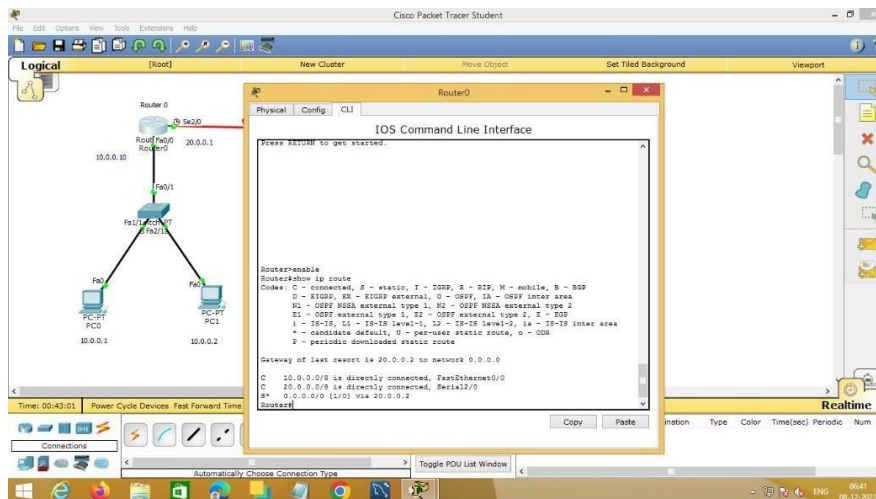 Cisco Packet Tracer Student
File Edit Options View Tools Extensions Help
Logical [Root] New Cluster Move Object Set Tiled Background Viewport
Router0
Physical Config CLI
IOS Command Line Interface
Press RETURN to get started.
Router>enable
Router#show ip route
Codes: C - connected, S - static, I - IGRP, R - RIP, M - mobile, B - BGP
D - EIGRP, EX - EIGRP external, O - OSPF, IA - OSPF inter area
N1 - OSPF NSSA external type 1, N2 - OSPF NSSA external type 2
E1 - OSPF external type 1, E2 - OSPF external type 2, E - EGP
i - IS-IS, L1 - IS-IS level-1, L2 - IS-IS level-2, ia - IS-IS inter area
* - candidate default, U - per-user static route, o - ODR
P - periodic downloaded static route
Gateway of last resort is 20.0.0.2 to network 0.0.0.0
C 10.0.0.0/8 is directly connected, FastEthernet0/0
C 20.0.0.0/8 is directly connected, Serial2/0
S* 0.0.0.0/0 [1/0] via 20.0.0.2
Router#
Copy Paste
Router 0
Se2/0
Fa0/0
Router0
20.0.0.1
10.0.0.10
Fa0/1
Fa0
Fa0
PC-PT
PC0
PC-PT
PC1
10.0.0.1
10.0.0.2
Time: 00:43:01 Power Cycle Devices Fast Forward Time
Realtime
Connections
Automatically Choose Connection Type
Toggle PDU List Window
Type Color Time(sec) Periodic Num
ENG
06:41